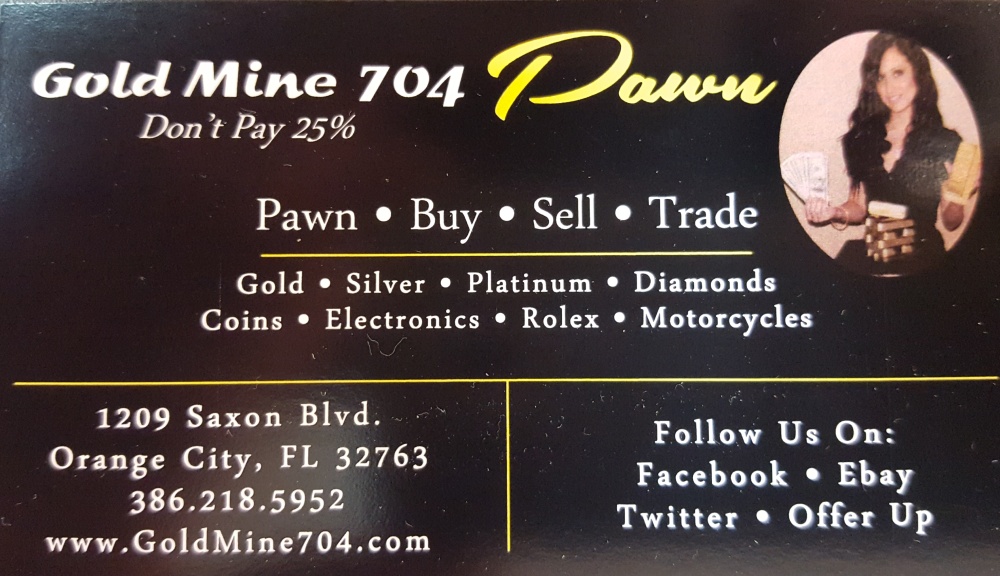 Gold Mine 704 Pawn
Don't Pay 25%
Pawn • Buy • Sell • Trade
Gold • Silver • Platinum • Diamonds
Coins • Electronics • Rolex • Motorcycles
1209 Saxon Blvd.
Orange City, FL 32763
386.218.5952
www.GoldMine704.com
Follow Us On:
Facebook • Ebay
Twitter • Offer Up